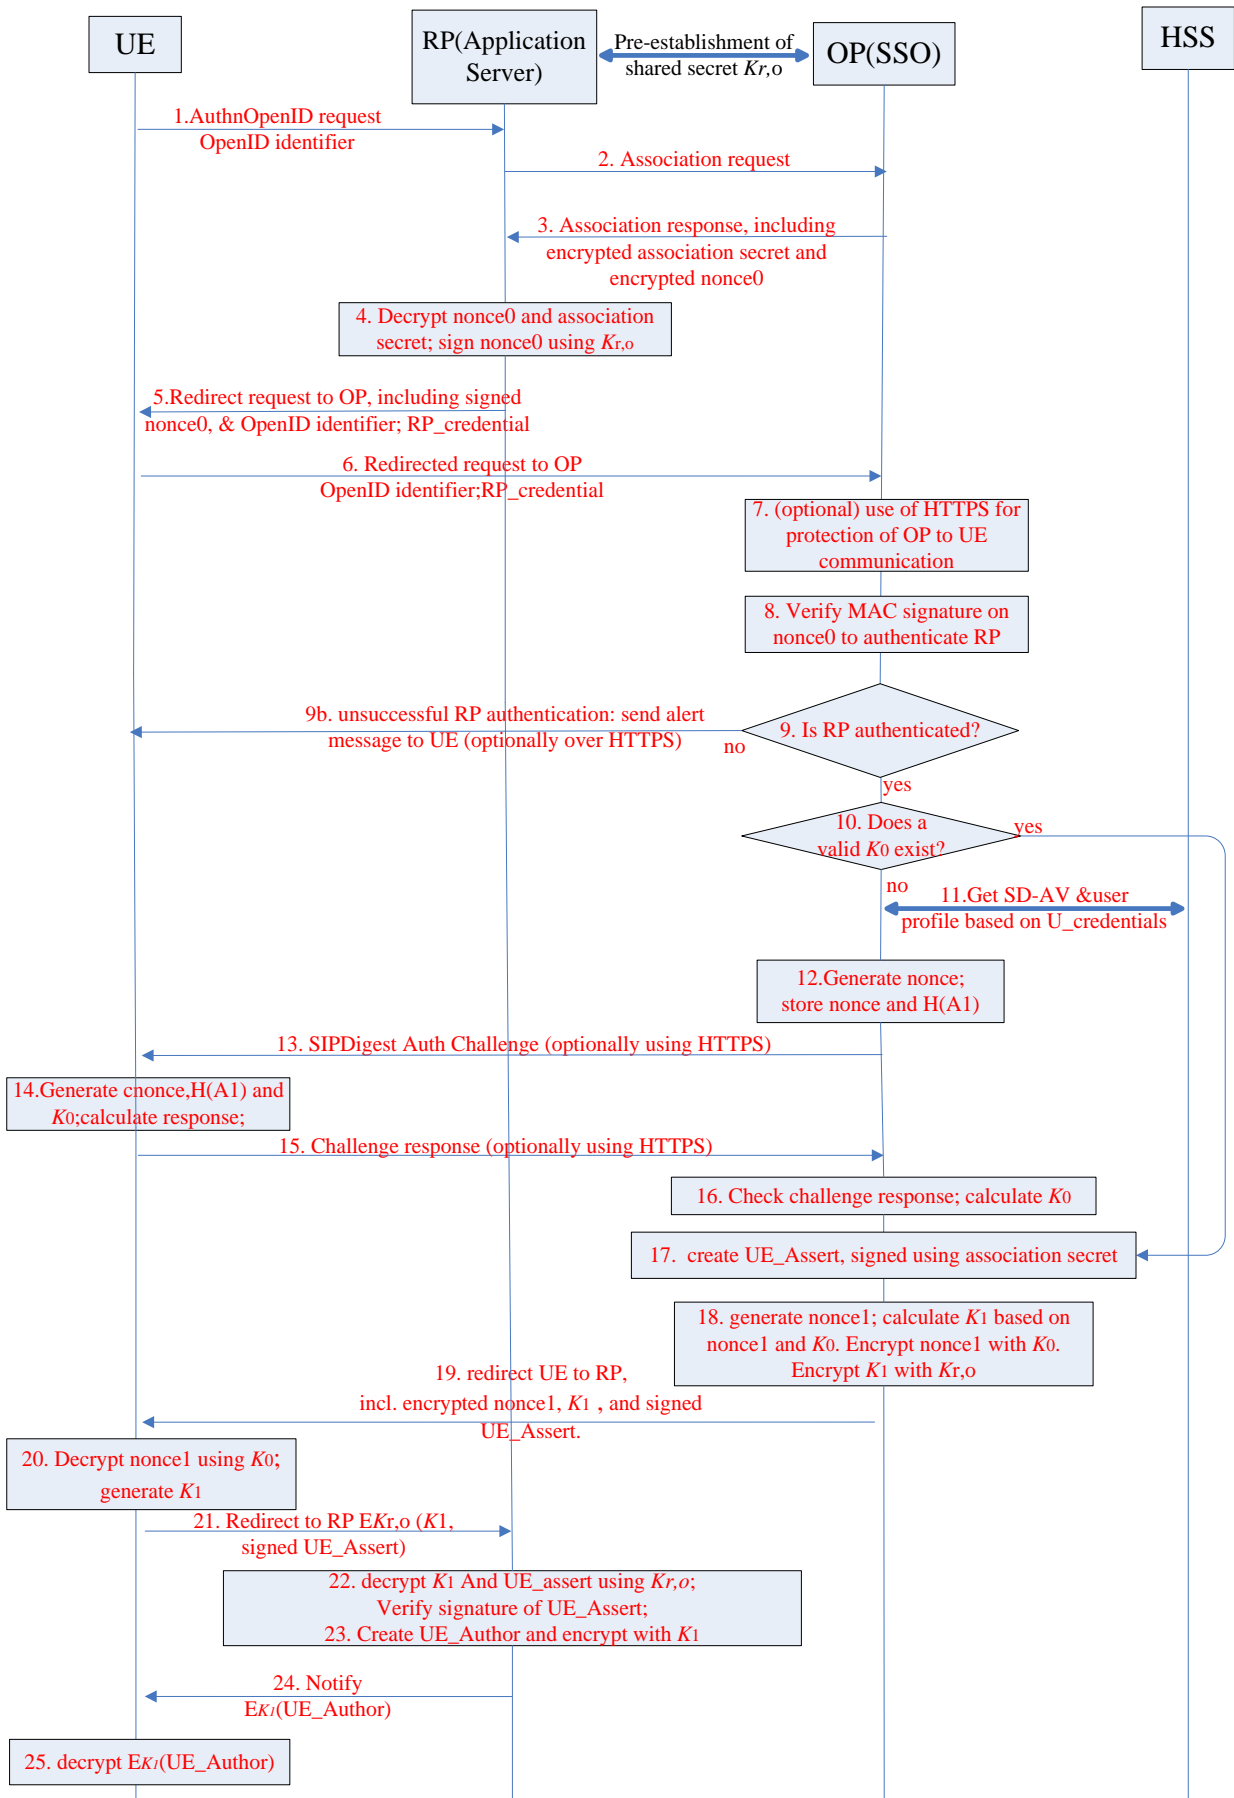 UE
RP(Application
Server)
Pre-establishment of
shared secret Kr,o
OP(SSO)
HSS
1.AuthnOpenID request
OpenID identifier
2. Association request
3. Association response, including
encrypted association secret and
encrypted nonce0
4. Decrypt nonce0 and association
secret; sign nonce0 using Kr,o
5.Redirect request to OP, including signed
nonce0, & OpenID identifier; RP_credential
6. Redirected request to OP
OpenID identifier;RP_credential
7. (optional) use of HTTPS for
protection of OP to UE
communication
8. Verify MAC signature on
nonce0 to authenticate RP
9b. unsuccessful RP authentication: send alert
message to UE (optionally over HTTPS)
no
9. Is RP authenticated?
yes
10. Does a
valid K0 exist?
yes
no
11.Get SD-AV &user
profile based on U_credentials
12.Generate nonce;
store nonce and H(A1)
13. SIPDigest Auth Challenge (optionally using HTTPS)
14.Generate cnonce,H(A1) and
K0;calculate response;
15. Challenge response (optionally using HTTPS)
16. Check challenge response; calculate K0
17. create UE_Assert, signed using association secret
18. generate nonce1; calculate K1 based on
nonce1 and K0. Encrypt nonce1 with K0.
Encrypt K1 with Kr,o
19. redirect UE to RP,
incl. encrypted nonce1, K1 , and signed
UE_Assert.
20. Decrypt nonce1 using K0;
generate K1
21. Redirect to RP EKr,o (K1,
signed UE_Assert)
22. decrypt K1 And UE_assert using Kr,o;
Verify signature of UE_Assert;
23. Create UE_Author and encrypt with K1
24. Notify
EK1(UE_Author)
25. decrypt EK1(UE_Author)